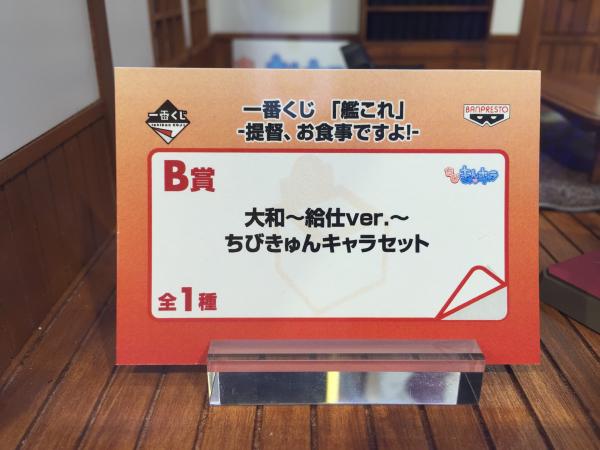 一番くじ
ICHIBAN KUJI
一番くじ 「艦これ」
-提督、お食事ですよ!-
BANPRESTO
B賞
ちびきゅんキャラ
大和～給仕ver.～
ちびきゅんキャラセット
全1種